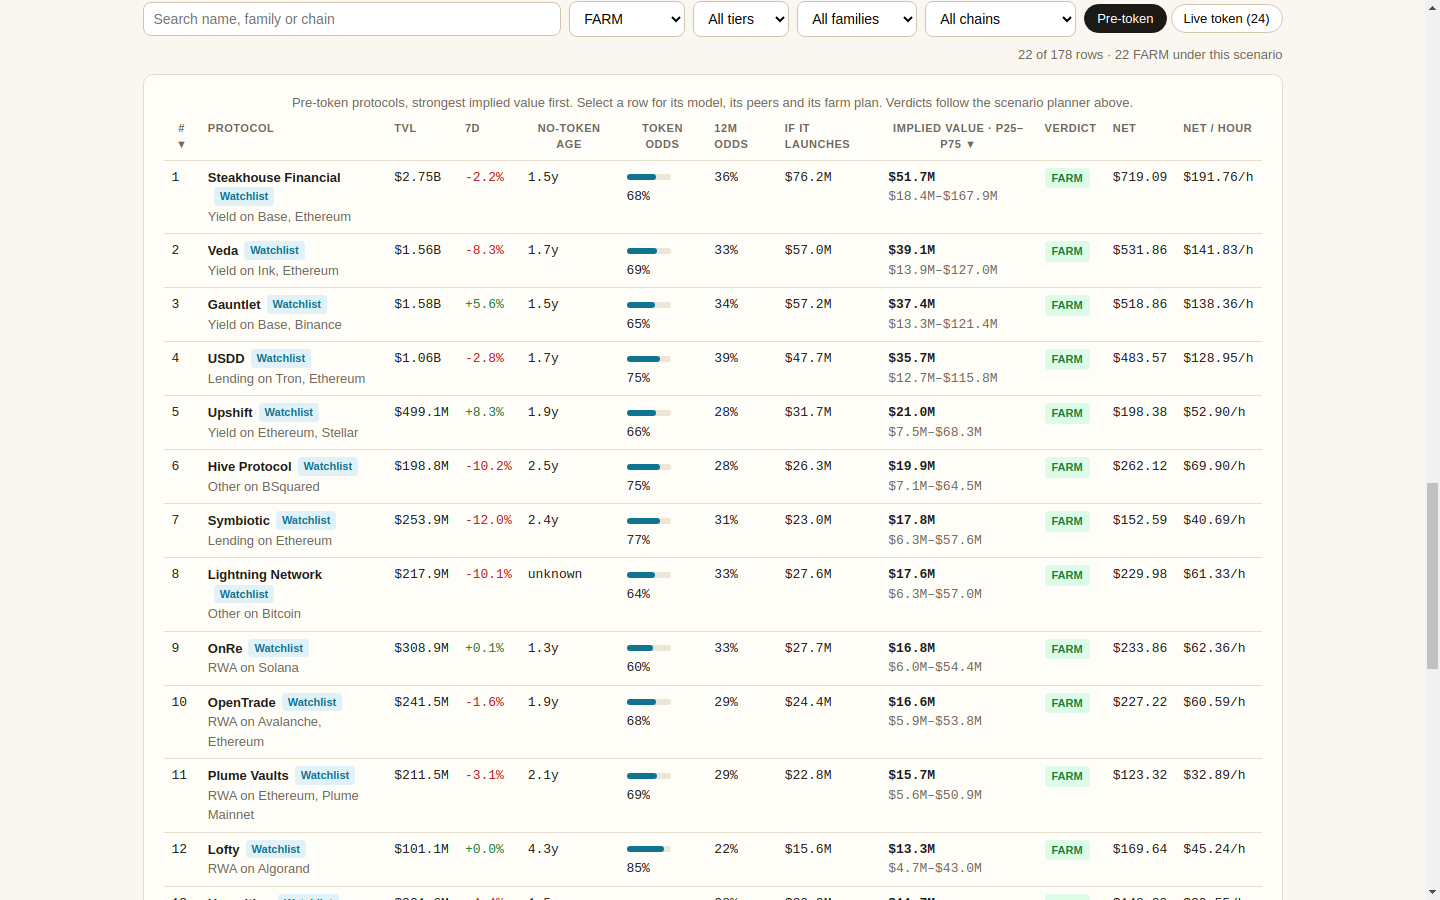 Search name, family or chain
FARM
All tiers
All families
All chains
Pre-token
Live token (24)
22 of 178 rows · 22 FARM under this scenario
Pre-token protocols, strongest implied value first. Select a row for its model, its peers and its farm plan. Verdicts follow the scenario planner above.
# ▼ PROTOCOL TVL 7D NO-TOKEN AGE TOKEN ODDS 12M ODDS IF IT LAUNCHES IMPLIED VALUE · P25–P75 ▼ VERDICT NET NET / HOUR
1 Steakhouse Financial $2.75B -2.2% 1.5y 36% $76.2M $51.7M FARM $719.09 $191.76/h
Watchlist 68% $18.4M–$167.9M
Yield on Base, Ethereum
2 Veda Watchlist $1.56B -8.3% 1.7y 33% $57.0M $39.1M FARM $531.86 $141.83/h
Yield on Ink, Ethereum 69% $13.9M–$127.0M
3 Gauntlet Watchlist $1.58B +5.6% 1.5y 34% $57.2M $37.4M FARM $518.86 $138.36/h
Yield on Base, Binance 65% $13.3M–$121.4M
4 USDD Watchlist $1.06B -2.8% 1.7y 39% $47.7M $35.7M FARM $483.57 $128.95/h
Lending on Tron, Ethereum 75% $12.7M–$115.8M
5 Upshift Watchlist $499.1M +8.3% 1.9y 28% $31.7M $21.0M FARM $198.38 $52.90/h
Yield on Ethereum, Stellar 66% $7.5M–$68.3M
6 Hive Protocol Watchlist $198.8M -10.2% 2.5y 28% $26.3M $19.9M FARM $262.12 $69.90/h
Other on BSquared 75% $7.1M–$64.5M
7 Symbiotic Watchlist $253.9M -12.0% 2.4y 31% $23.0M $17.8M FARM $152.59 $40.69/h
Lending on Ethereum 77% $6.3M–$57.6M
8 Lightning Network $217.9M -10.1% unknown 33% $27.6M $17.6M FARM $229.98 $61.33/h
Watchlist 64% $6.3M–$57.0M
Other on Bitcoin
9 OnRe Watchlist $308.9M +0.1% 1.3y 33% $27.7M $16.8M FARM $233.86 $62.36/h
RWA on Solana 60% $6.0M–$54.4M
10 OpenTrade Watchlist $241.5M -1.6% 1.9y 29% $24.4M $16.6M FARM $227.22 $60.59/h
RWA on Avalanche, 68% $5.9M–$53.8M
Ethereum
11 Plume Vaults Watchlist $211.5M -3.1% 2.1y 29% $22.8M $15.7M FARM $123.32 $32.89/h
RWA on Ethereum, Plume 69% $5.6M–$50.9M
Mainnet
12 Lofty Watchlist $101.1M +0.0% 4.3y 22% $15.6M $13.3M FARM $169.64 $45.24/h
RWA on Algorand 85% $4.7M–$43.0M